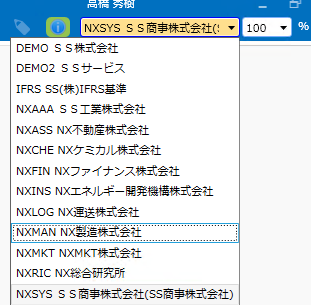 高橋 秀樹
NXSYS ＳＳ商事株式会社(S
100 %
DEMO ＳＳ株式会社
DEMO2 ＳＳサービス
IFRS SS(株)IFRS基準
NXAAA ＳＳ工業株式会社
NXASS NX不動産株式会社
NXCHE NXケミカル株式会社
NXFIN NXファイナンス株式会社
NXINS NXエネルギー開発機構株式会社
NXLOG NX運送株式会社
NXMAN NX製造株式会社
NXMKT NXMKT株式会社
NXRIC NX総合研究所
NXSYS ＳＳ商事株式会社(SS商事株式会社)